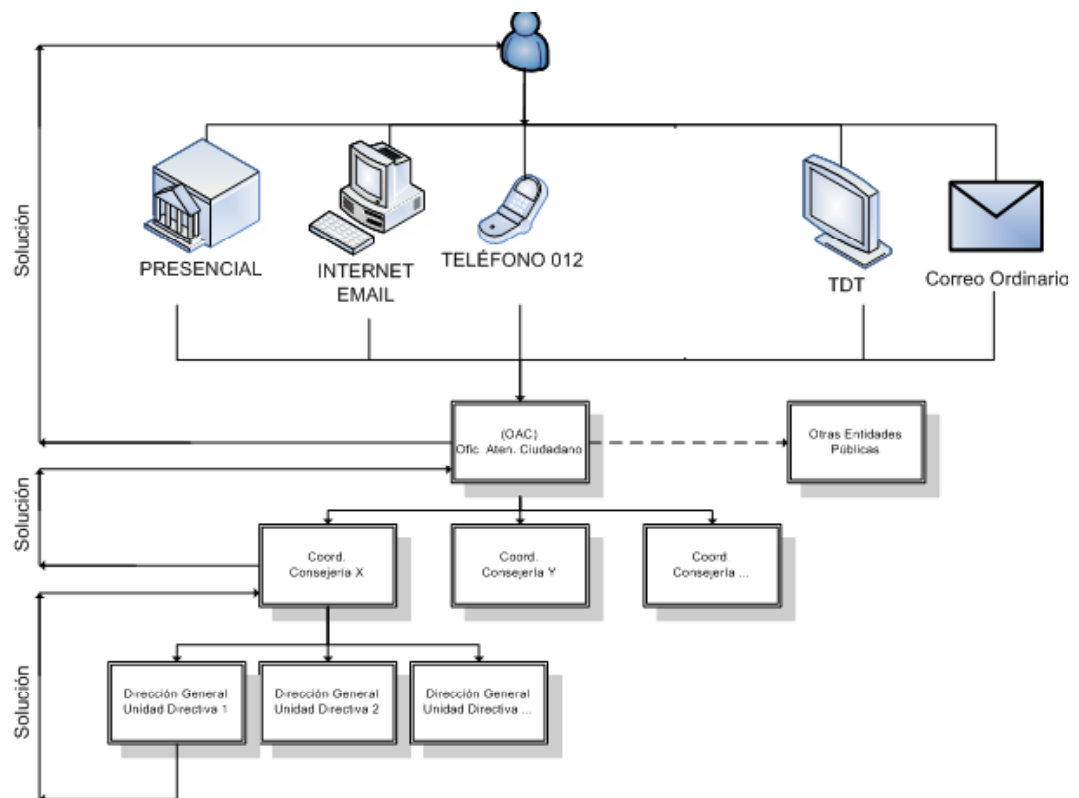 Solución
PRESENCIAL
INTERNET
EMAIL
TELÉFONO 012
TDT
Correo Ordinario
(OAC)
Ofic Aten. Ciudadano
Otras Entidades
Públicas
Solución
Coord.
Consejería X
Coord.
Consejería Y
Coord.
Consejería ...
Solución
Dirección General
Unidad Directiva 1
Dirección General
Unidad Directiva 2
Dirección General
Unidad Directiva ...